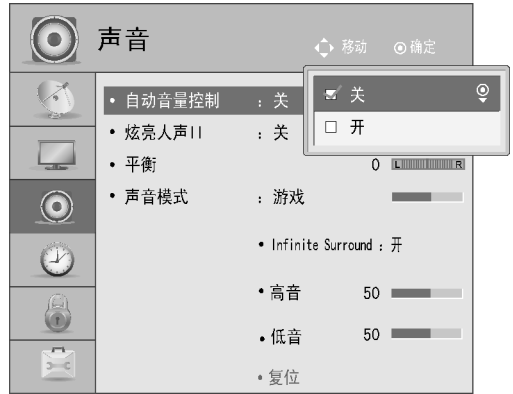 声音
移动 确定
• 自动音量控制 : 关
关
开
• 炫亮人声II : 关
• 平衡 0 L R
• 声音模式 : 游戏
• Infinite Surround : 开
• 高音 50
• 低音 50
• 复位